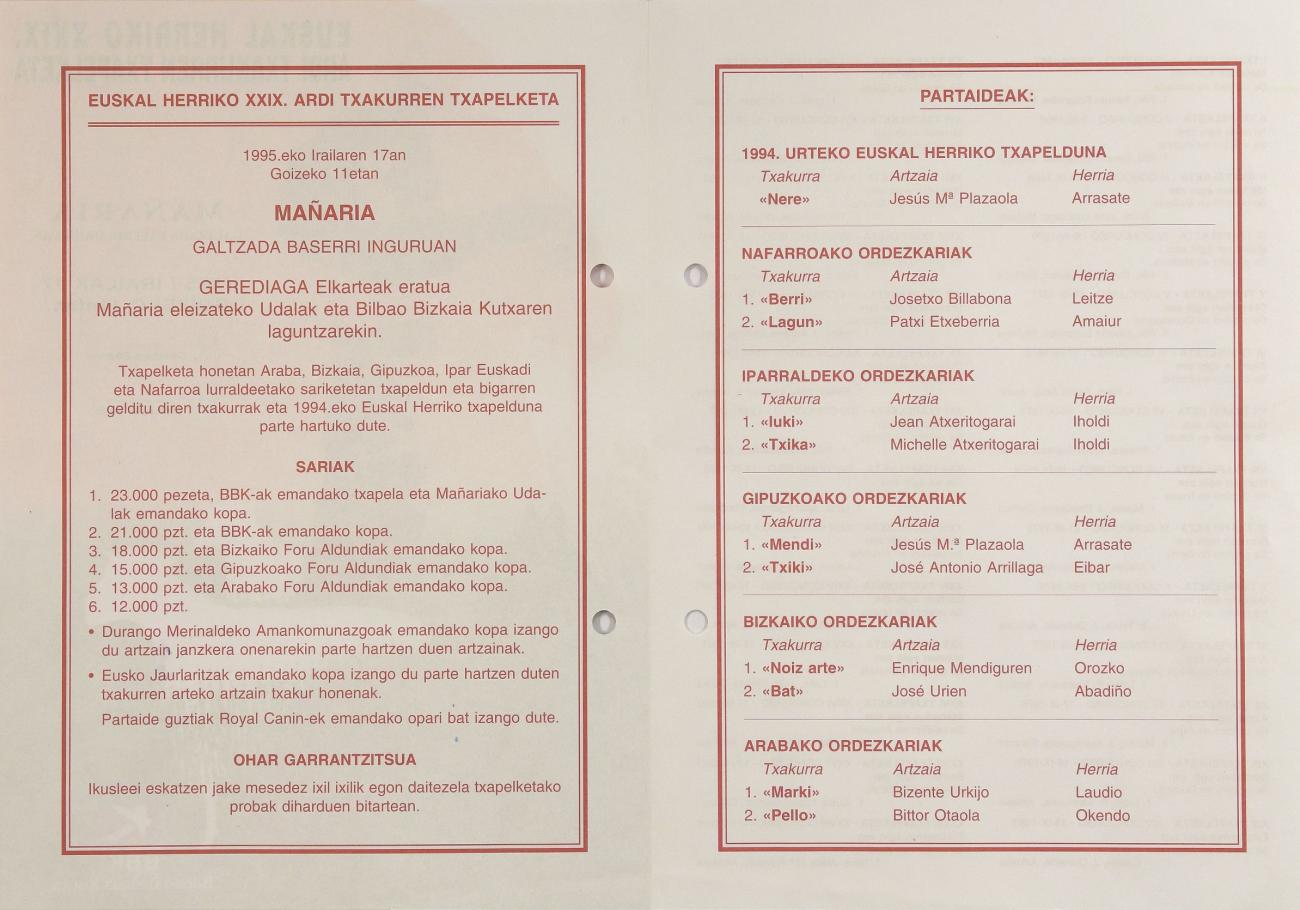 EUSKAL HERRIKO XXIX. ARDI TXAKURREN TXAPELKETA
1995.eko Irailaren 17an
Goizeko 11etan
MAÑARIA
GALTZADA BASERRI INGURUAN
GEREDIAGA Elkarteak eratua
Mañaria eleizateko Udalak eta Bilbao Bizkaia Kutxaren
laguntzarekin.
Txapelketa honetan Araba, Bizkaia, Gipuzkoa, Ipar Euskadi
eta Nafarroa lurraldeetako sariketetan txapeldun eta bigarren
gelditu diren txakurrak eta 1994.eko Euskal Herriko txapelduna
parte hartuko dute.
SARIAK
1. 23.000 pezeta, BBK-ak emandako txapela eta Mañariako Uda-
lak emandako kopa.
2. 21.000 pzt. eta BBK-ak emandako kopa.
3. 18.000 pzt. eta Bizkaiko Foru Aldundiak emandako kopa.
4. 15.000 pzt. eta Gipuzkoako Foru Aldundiak emandako kopa.
5. 13.000 pzt. eta Arabako Foru Aldundiak emandako kopa.
6. 12.000 pzt.
• Durango Merinaldeko Amankomunazgoak emandako kopa izango
du artzain janzkera onenarekin parte hartzen duen artzainak.
• Eusko Jaurlaritzak emandako kopa izango du parte hartzen duten
txakurren arteko artzain txakur honenak.
Partaide guztiak Royal Canin-ek emandako opari bat izango dute.
OHAR GARRANTZITSUA
Ikusleei eskatzen jake mesedez ixil ixilik egon daitezela txapelketako
probak diharduen bitartean.
PARTAIDEAK:
1994. URTEKO EUSKAL HERRIKO TXAPELDUNA
Txakurra Artzaia Herria
«Nere» Jesús Mª Plazaola Arrasate
NAFARROAKO ORDEZKARIAK
Txakurra Artzaia Herria
1. «Berri» Josetxo Billabona Leitze
2. «Lagun» Patxi Etxeberria Amaiur
IPARRALDEKO ORDEZKARIAK
Txakurra Artzaia Herria
1. «Iuki» Jean Atxeritogarai Iholdi
2. «Txika» Michelle Atxeritogarai Iholdi
GIPUZKOAKO ORDEZKARIAK
Txakurra Artzaia Herria
1. «Mendi» Jesús M.ª Plazaola Arrasate
2. «Txiki» José Antonio Arrillaga Eibar
BIZKAIKO ORDEZKARIAK
Txakurra Artzaia Herria
1. «Noiz arte» Enrique Mendiguren Orozko
2. «Bat» José Urien Abadiño
ARABAKO ORDEZKARIAK
Txakurra Artzaia Herria
1. «Marki» Bizente Urkijo Laudio
2. «Pello» Bittor Otaola Okendo